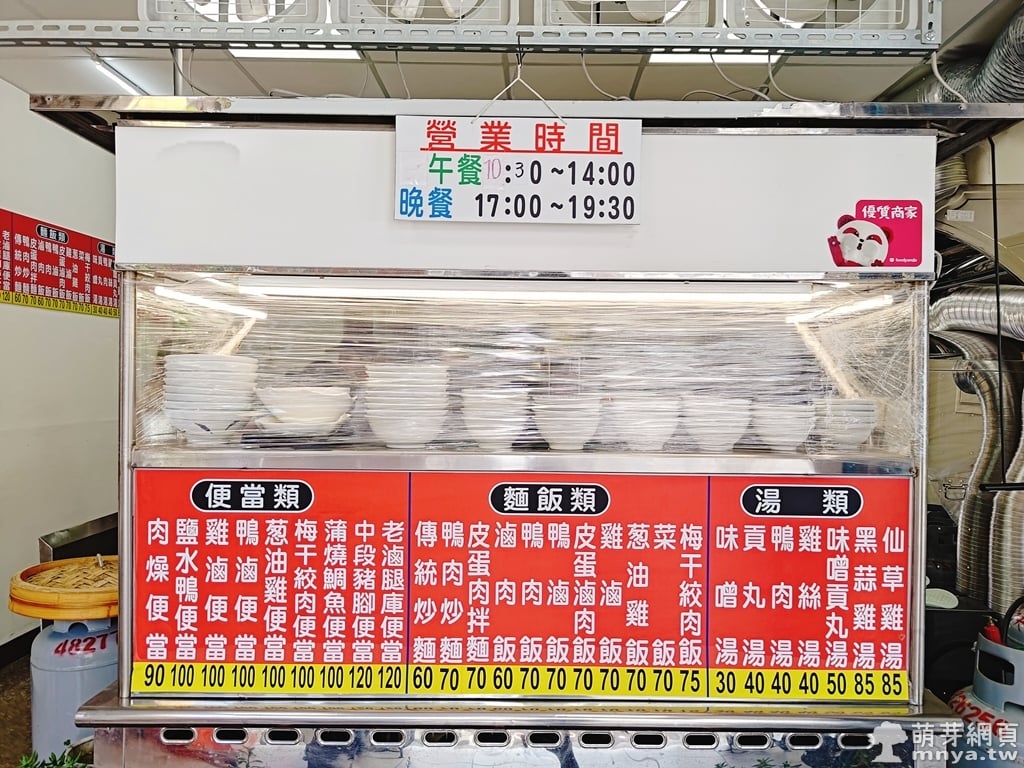 營業時間
午餐10:30~14:00
晚餐 17:00~19:30
優質商家
foodpanda
麵飯類
便當類
肉燥便當 90
鹽水鴨便當 100
雞滷便當 100
鴨滷便當 100
葱油雞便當 100
梅干絞肉便當 100
蒲燒鯛魚便當 100
中段豬腳便當 120
老滷腿庫便當 120
麵飯類
傳統炒麵 60
鴨肉炒麵 70
皮蛋肉拌麵 70
滷肉飯 60
鴨肉飯 70
鴨滷飯 70
皮蛋滷肉飯 70
雞滷飯 70
葱油雞飯 70
菜飯 70
梅干絞肉飯 75
湯類
味噌湯 30
貢丸湯 40
鴨肉湯 40
雞絲湯 40
味噌貢丸湯 50
黑蒜雞湯 85
仙草雞湯 85
萌芽網頁
mnya.tw